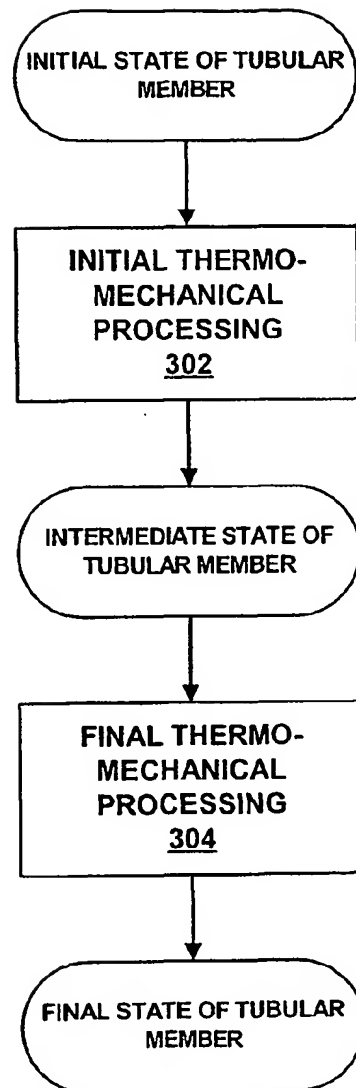 INITIAL STATE OF TUBULAR
MEMBER
INITIAL THERMO-
MECHANICAL
PROCESSING
302
INTERMEDIATE STATE OF
TUBULAR MEMBER
FINAL THERMO-
MECHANICAL
PROCESSING
304
FINAL STATE OF TUBULAR
MEMBER